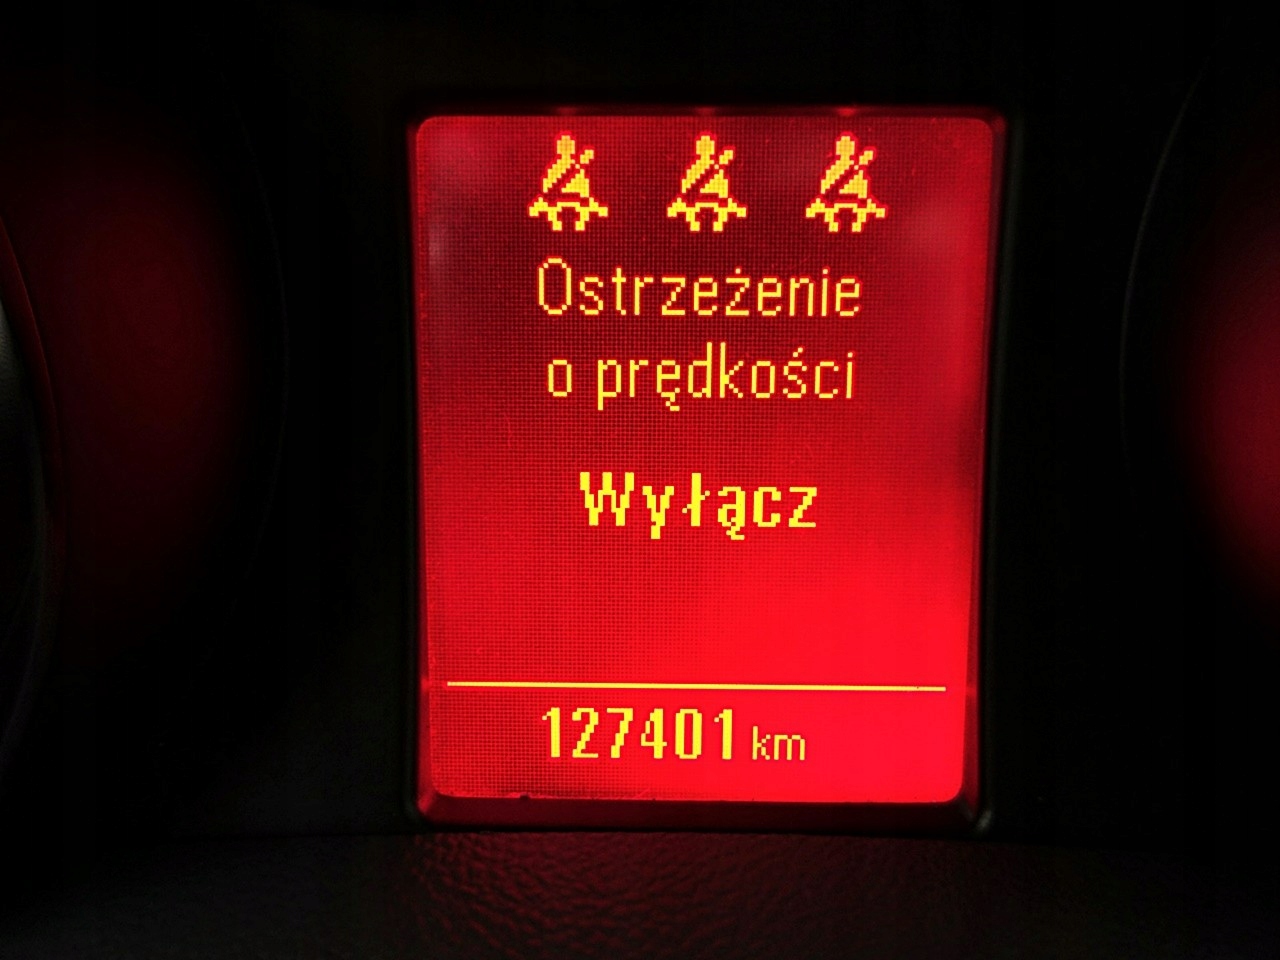 Ostrzeżenie
o prędkości
Wyłącz
127401 km